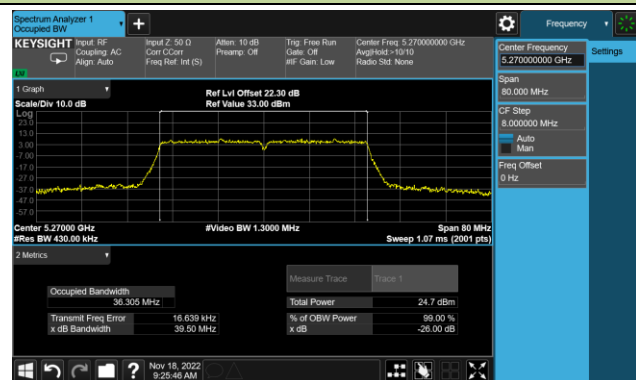 Spectrum Analyzer 1
Occupied BW
+
Frequency
KEYSIGHT
Input: RF
Coupling: AC
Align: Auto
Input Z: 50 Ω
Corr CCorr
Freq Ref: Int (S)
Atten: 10 dB
Preamp: Off
Trig: Free Run
Gate: Off
#IF Gain: Low
Center Freq: 5.270000000 GHz
Avg|Hold:>10/10
Radio Std: None
LXI
Center Frequency
5.270000000 GHz
Settings
Span
80.000 MHz
CF Step
8.000000 MHz
Auto
Man
Freq Offset
0 Hz
1 Graph
Scale/Div 10.0 dB
Ref Lvl Offset 22.30 dB
Ref Value 33.00 dBm
Log
23.0
13.0
3.00
-7.00
-17.0
-27.0
-37.0
-47.0
-57.0
Center 5.27000 GHz
#Video BW 1.3000 MHz
Span 80 MHz
#Res BW 430.00 kHz
Sweep 1.07 ms (2001 pts)
2 Metrics
Measure Trace
Trace 1
Occupied Bandwidth
36.305 MHz
Total Power
24.7 dBm
Transmit Freq Error
16.639 kHz
% of OBW Power
99.00 %
x dB Bandwidth
39.50 MHz
x dB
-26.00 dB
?
Nov 18, 2022
9:25:46 AM